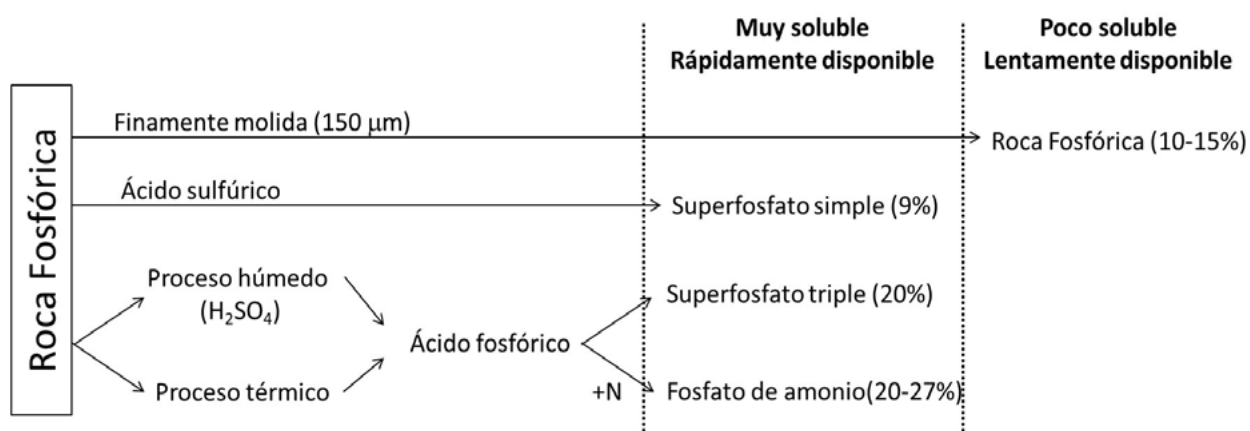 Muy soluble
Rápidamente disponible
Poco soluble
Lentamente disponible
Roca Fosfórica
Finamente molida (150 μm)
Roca Fosfórica (10-15%)
Ácido sulfúrico
Superfosfato simple (9%)
Proceso húmedo
(H₂SO₄)
Superfosfato triple (20%)
Ácido fosfórico
Proceso térmico
+N
Fosfato de amonio(20-27%)